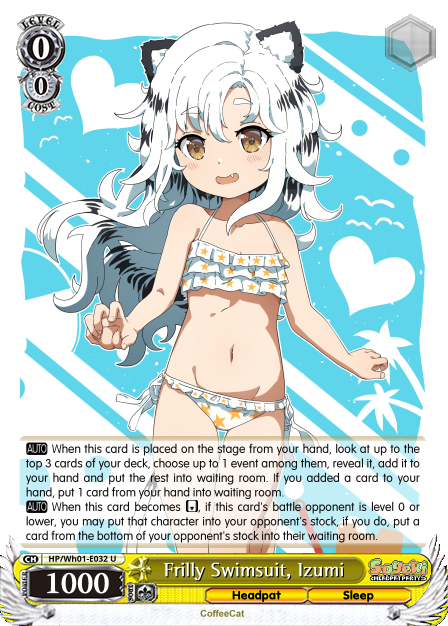 LEVEL
0
0
COST
AUTO When this card is placed on the stage from your hand, look at up to the
top 3 cards of your deck, choose up to 1 event among them, reveal it, add it to
your hand and put the rest into waiting room. If you added a card to your
hand, put 1 card from your hand into waiting room.
AUTO When this card becomes , if this card's battle opponent is level 0 or
lower, you may put that character into your opponent's stock, if you do, put a
card from the bottom of your opponent's stock into their waiting room.
CH HP/Wh01-E032 U
POWER
1000
SOUL
Frilly Swimsuit, Izumi
Headpat
Sleep
HEADPAT PARTY
CoffeeCat